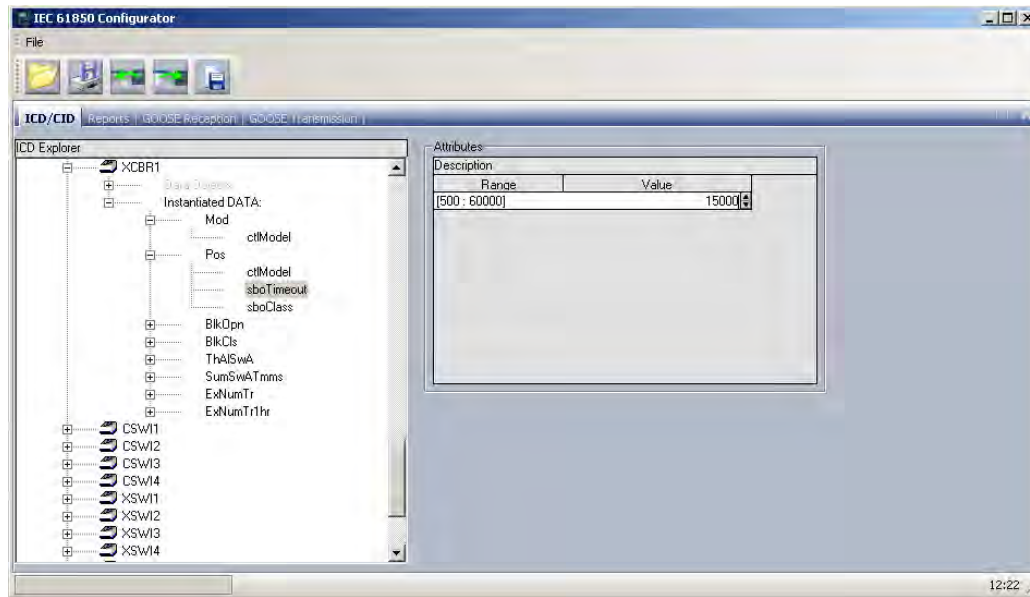 IEC 61850 Configurator
File
ICD/CID Reports | GOOSE Reception | GOOSE Transmission |
ICD Explorer
XCBR1
Data Objects
Instantiated DATA:
Mod
ctlModel
Pos
ctlModel
sboTimeout
sboClass
BlkOpn
BlkCls
ThAlSwA
SumSwATmms
ExNumTr
ExNumTr1hr
CSWI1
CSWI2
CSWI3
CSWI4
XSWI1
XSWI2
XSWI3
XSWI4
Attributes
Description
Range Value
[500 : 60000] 15000
12:22